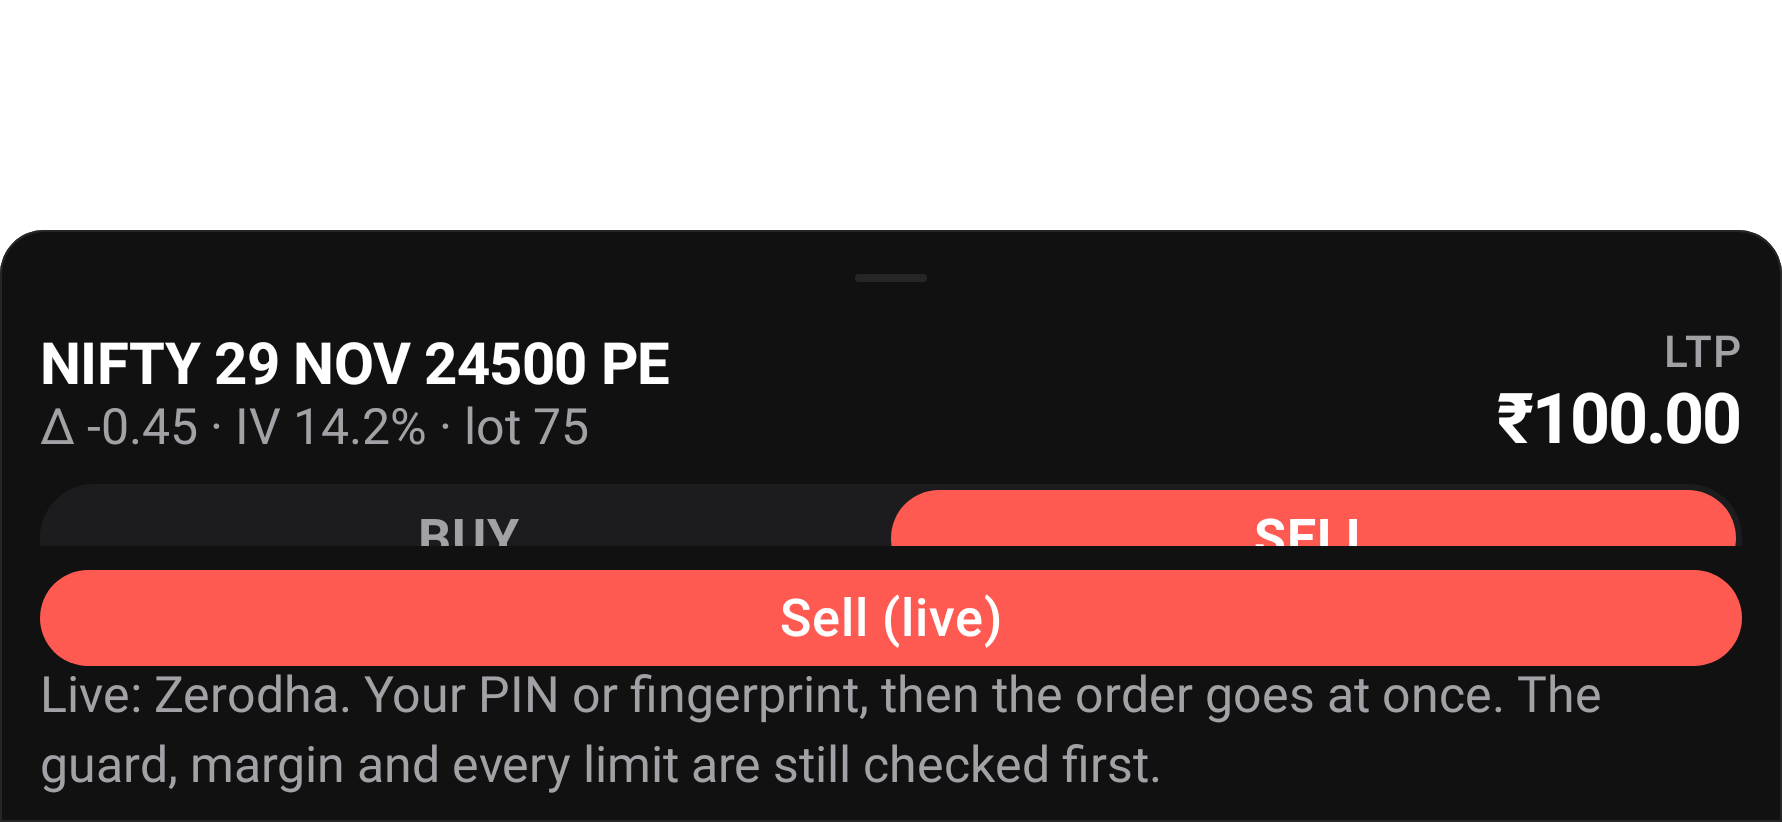 NIFTY 29 NOV 24500 PE
LTP
Δ -0.45 · IV 14.2% · lot 75
₹100.00
BUY
SELL
Sell (live)
Live: Zerodha. Your PIN or fingerprint, then the order goes at once. The
guard, margin and every limit are still checked first.